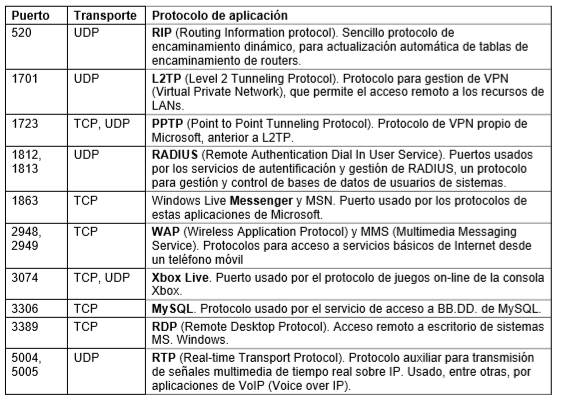 Puerto Transporte Protocolo de aplicación
520 UDP RIP (Routing Information protocol). Sencillo protocolo de
encaminamiento dinámico, para actualización automática de tablas de
encaminamiento de routers.
1701 UDP L2TP (Level 2 Tunneling Protocol). Protocolo para gestion de VPN
(Virtual Private Network), que permite el acceso remoto a los recursos de
LANs.
1723 TCP, UDP PPTP (Point to Point Tunneling Protocol). Protocolo de VPN propio de
Microsoft, anterior a L2TP.
1812, UDP RADIUS (Remote Authentication Dial In User Service). Puertos usados
1813 por los servicios de autentificación y gestión de RADIUS, un protocolo
para gestión y control de bases de datos de usuarios de sistemas.
1863 TCP Windows Live Messenger y MSN. Puerto usado por los protocolos de
estas aplicaciones de Microsoft.
2948, TCP WAP (Wireless Application Protocol) y MMS (Multimedia Messaging
2949 Service). Protocolos para acceso a servicios básicos de Internet desde
un teléfono móvil
3074 TCP, UDP Xbox Live. Puerto usado por el protocolo de juegos on-line de la consola
Xbox.
3306 TCP MySQL. Protocolo usado por el servicio de acceso a BB.DD. de MySQL.
3389 TCP RDP (Remote Desktop Protocol). Acceso remoto a escritorio de sistemas
MS. Windows.
5004, UDP RTP (Real-time Transport Protocol). Protocolo auxiliar para transmisión
5005 de señales multimedia de tiempo real sobre IP. Usado, entre otras, por
aplicaciones de VoIP (Voice over IP).